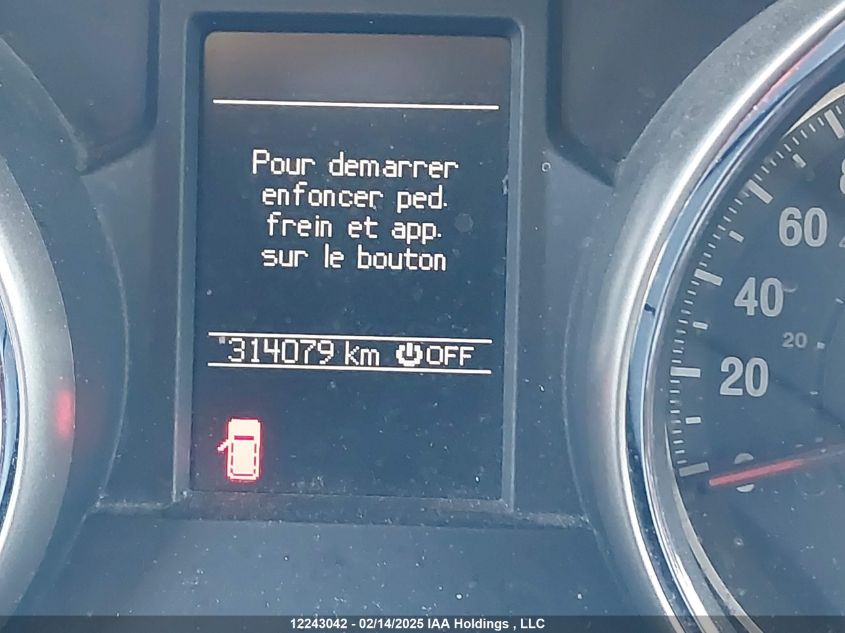 Pour demarrer
enfoncer ped.
frein et app.
sur le bouton
314079 km OFF
60
40
20
20
0
12243042 - 02/14/2025 IAA Holdings , LLC